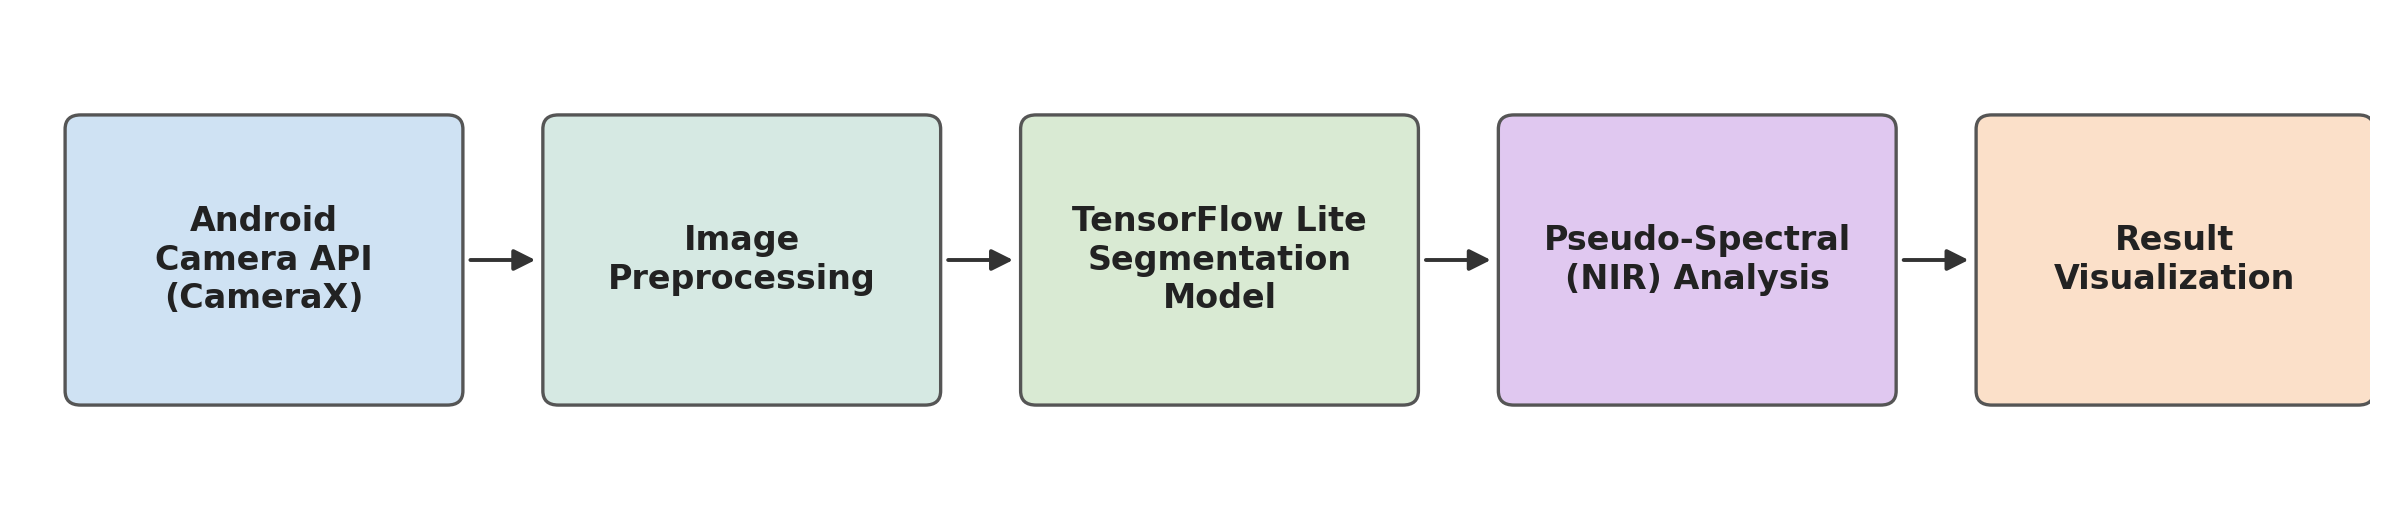 Android
Camera API
(CameraX)
Image
Preprocessing
TensorFlow Lite
Segmentation
Model
Pseudo-Spectral
(NIR) Analysis
Result
Visualization